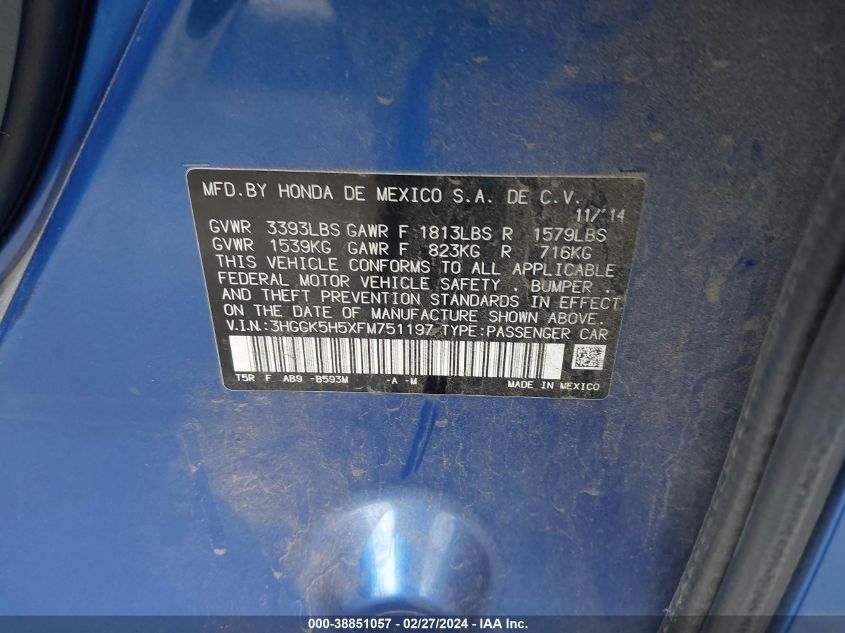 MFD.BY HONDA DE MEXICO S.A. DE C.V.
11/'14
GVWR 3393LBS GAWR F 1813LBS R 1579LBS
GVWR 1539KG GAWR F 823KG R 716KG
THIS VEHICLE CONFORMS TO ALL APPLICABLE
FEDERAL MOTOR VEHICLE SAFETY . BUMPER .
AND THEFT PREVENTION STANDARDS IN EFFECT
ON THE DATE OF MANUFACTURE SHOWN ABOVE.
V.I.N.:3HGGK5H5XFM751197 TYPE:PASSENGER CAR
T5R F AB9 -B593M -A -M MADE IN MEXICO
000-38851057 - 02/27/2024 - IAA Inc.